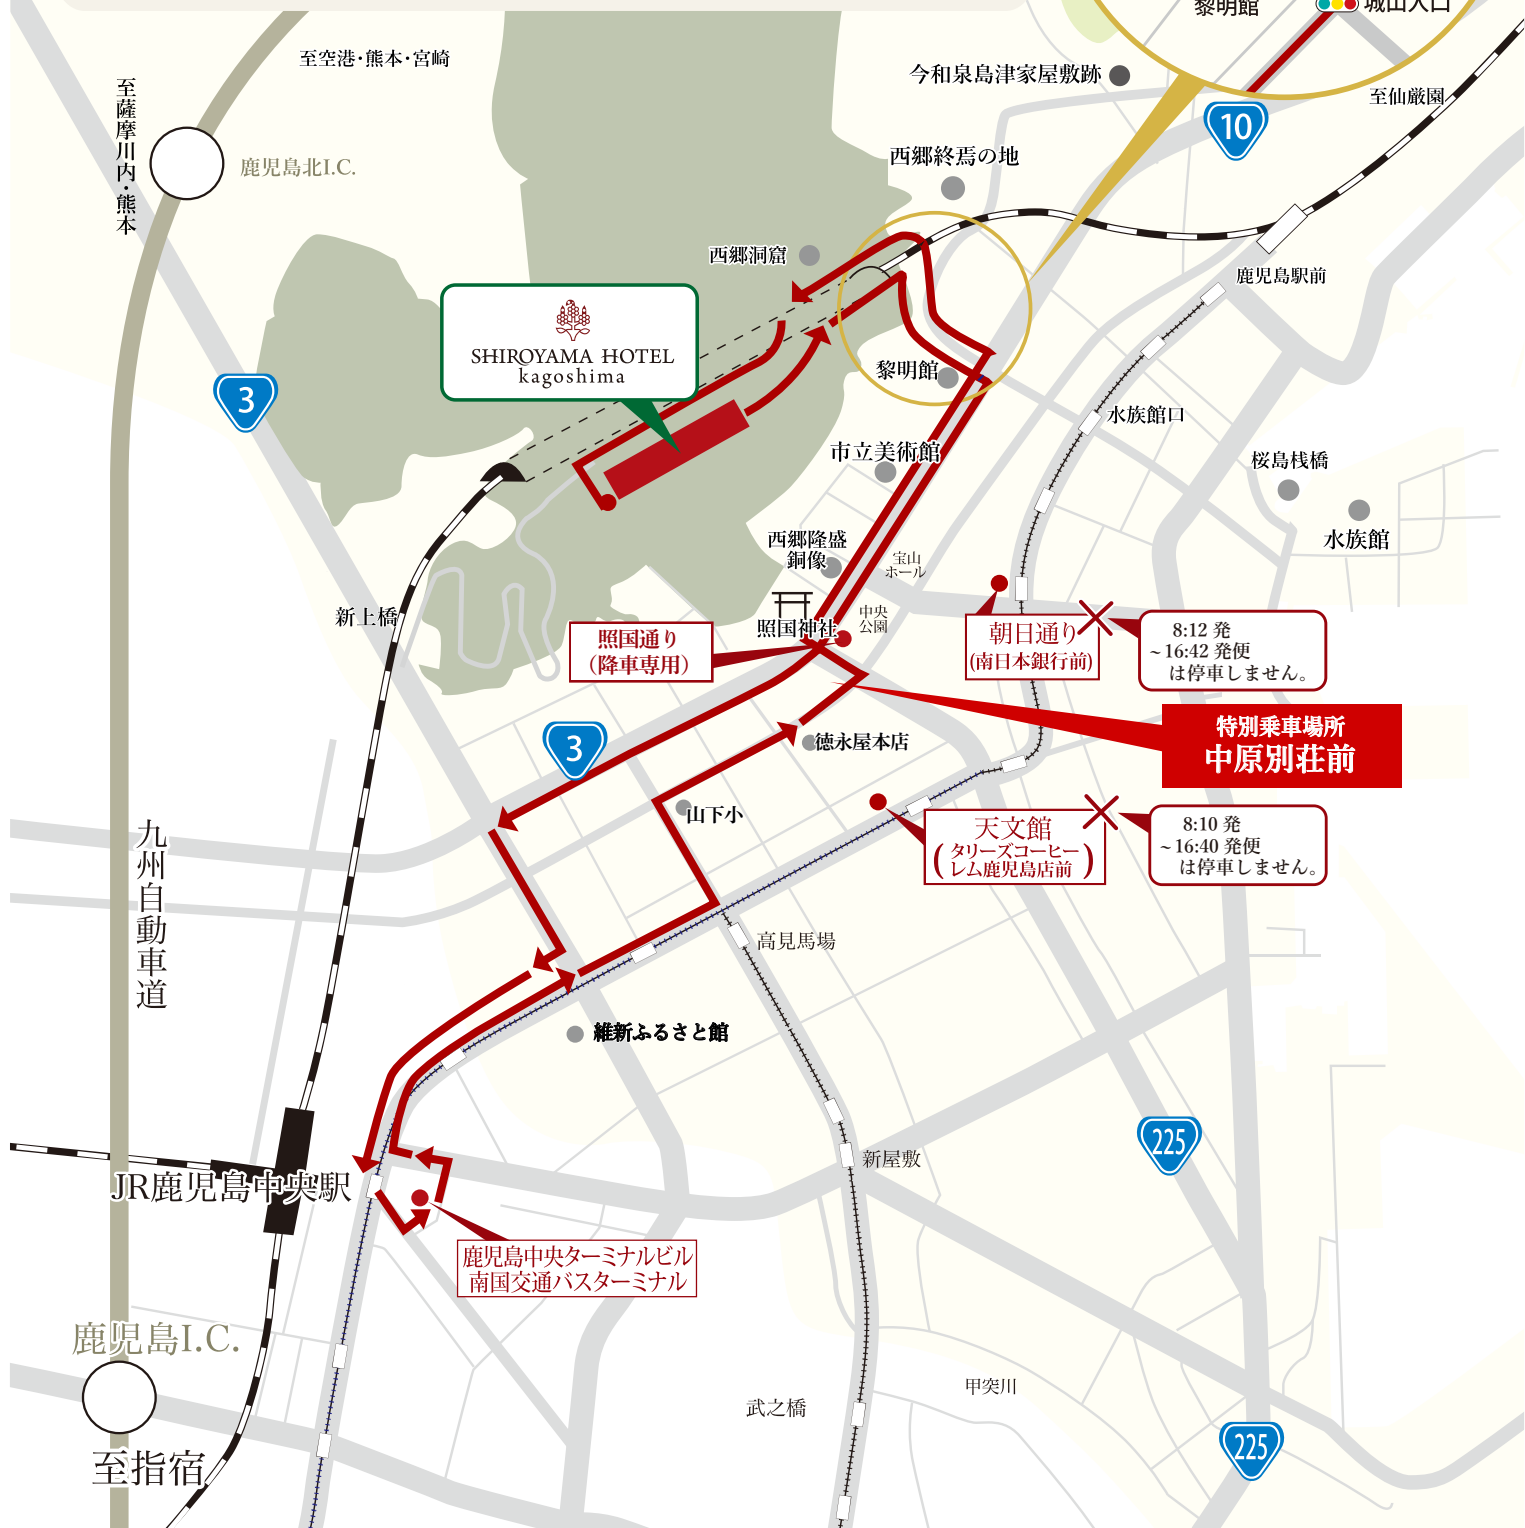 黎明館
城山入口
至空港・熊本・宮崎
今和泉島津家屋敷跡
至仙厳園
10
至薩摩川内・熊本
鹿児島北I.C.
西郷終焉の地
西郷洞窟
鹿児島駅前
SHIROYAMA HOTEL
kagoshima
3
黎明館
水族館口
市立美術館
桜島桟橋
水族館
西郷隆盛
銅像
宝山
ホール
新上橋
照国神社
中央
公園
照国通り
（降車専用）
朝日通り
(南日本銀行前)
8:12 発
~16:42 発便
は停車しません。
特別乗車場所
中原別荘前
3
徳永屋本店
山下小
天文館
(タリーズコーヒー
レム鹿児島店前)
8:10 発
~16:40 発便
は停車しません。
九州自動車道
高見馬場
維新ふるさと館
225
新屋敷
JR鹿児島中央駅
鹿児島中央ターミナルビル
南国交通バスターミナル
鹿児島I.C.
甲突川
武之橋
225
至指宿